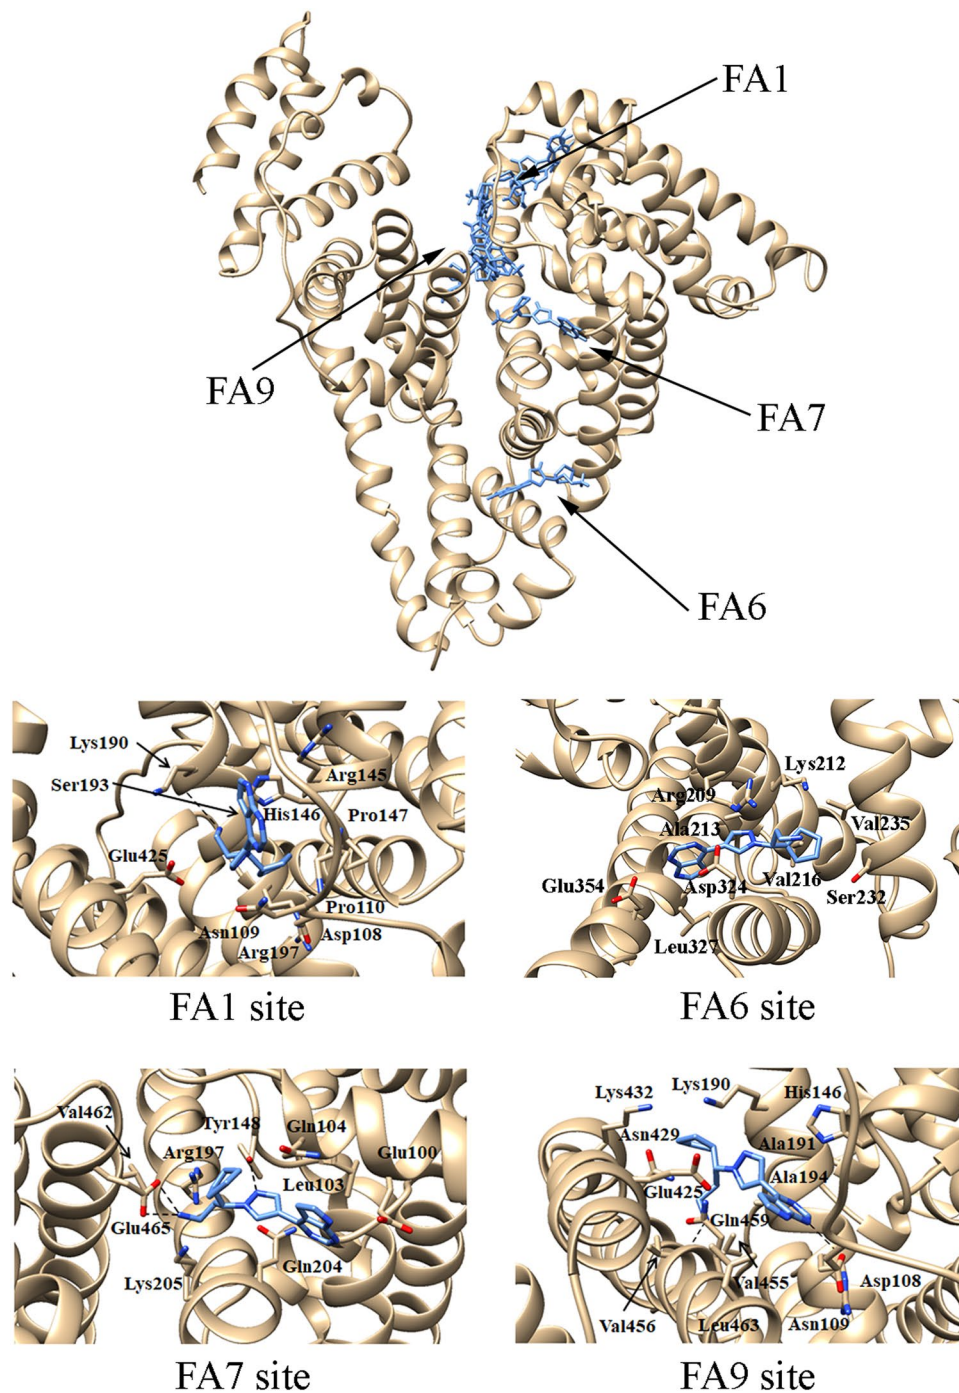 FA1
FA9
FA7
FA6
Lys190
Ser193
Arg145
His146
Pro147
Glu425
Pro110
Asn109
Asp108
Arg197
FA1 site
Lys212
Arg209
Val235
Ala213
Glu354
Asp324
Val216
Ser232
Leu327
FA6 site
Val462
Tyr148
Gln104
Arg197
Glu100
Leu103
Glu465
Gln204
Lys205
FA7 site
Lys432
Lys190
His146
Asn429
Ala191
Glu425
Ala194
Gln459
Val455
Asp108
Val456
Leu463
Asn109
FA9 site